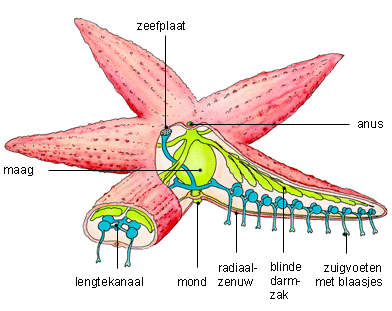 zeefplaat
anus
maag
lengtekanaal
mond
radiaal-
zenuw
blinde
darm-
zak
zuigvoeten
met blaasjes